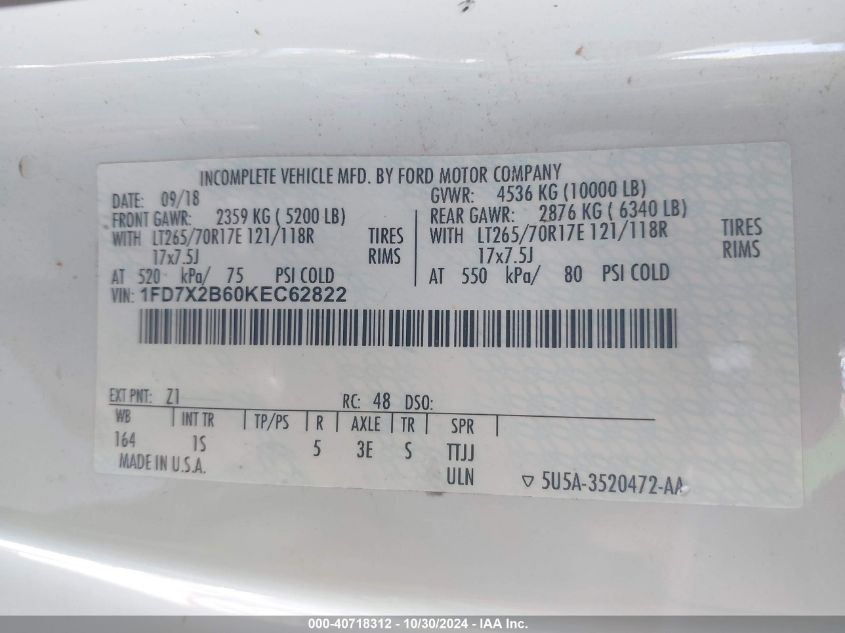 INCOMPLETE VEHICLE MFD. BY FORD MOTOR COMPANY
DATE: 09/18 GVWR: 4536 KG (10000 LB)
FRONT GAWR: 2359 KG ( 5200 LB) REAR GAWR: 2876 KG ( 6340 LB)
WITH LT265/70R17E 121/118R TIRES WITH LT265/70R17E 121/118R TIRES
17x7.5J RIMS 17x7.5J RIMS
AT 520 kPa/ 75 PSI COLD AT 550 kPa/ 80 PSI COLD
VIN: 1FD7X2B60KEC62822
EXT PNT: Z1 RC: 48 DSO:
WB INT TR TP/PS R AXLE TR SPR
164 1S 5 3E S TTJJ
MADE IN U.S.A. ULN 5U5A-3520472-AA
000-40718312 - 10/30/2024 - IAA Inc.